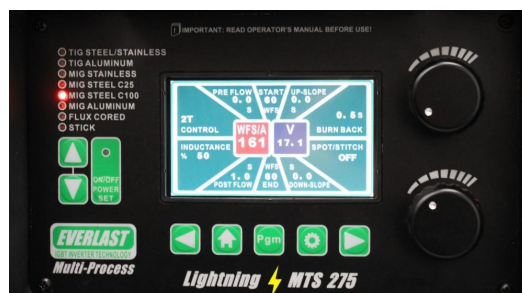 IMPORTANT: READ OPERATOR'S MANUAL BEFORE USE!
TIG STEEL/STAINLESS
TIG ALUMINUM
MIG STAINLESS
MIG STEEL C25
MIG STEEL C100
MIG ALUMINUM
FLUX CORED
STICK
PRE FLOW START UP-SLOPE
0.0 60 0.0
S WFS S
2T
CONTROL
0.5 S
BURN BACK
WFS/A
161
V
17.1
INDUCTANCE
% 50
SPOT/STITCH
OFF
S WFS S
1.0 60 0.0
POST FLOW END DOWN-SLOPE
ON/OFF
POWER
SET
Pgm
EVERLAST
IGBT INVERTER TECHNOLOGY
Multi-Process
Lightning MTS 275